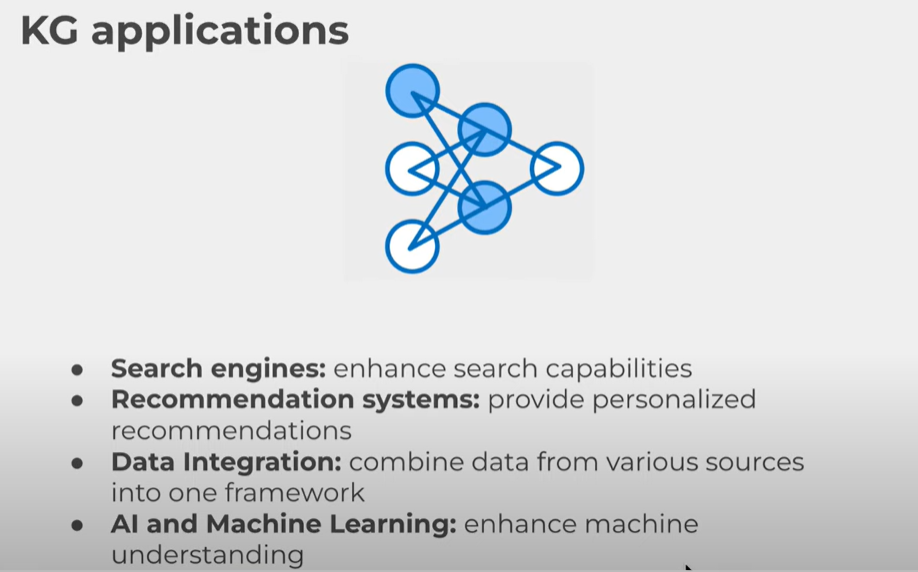 KG applications
● Search engines: enhance search capabilities
● Recommendation systems: provide personalized
recommendations
● Data Integration: combine data from various sources
into one framework
● AI and Machine Learning: enhance machine
understanding